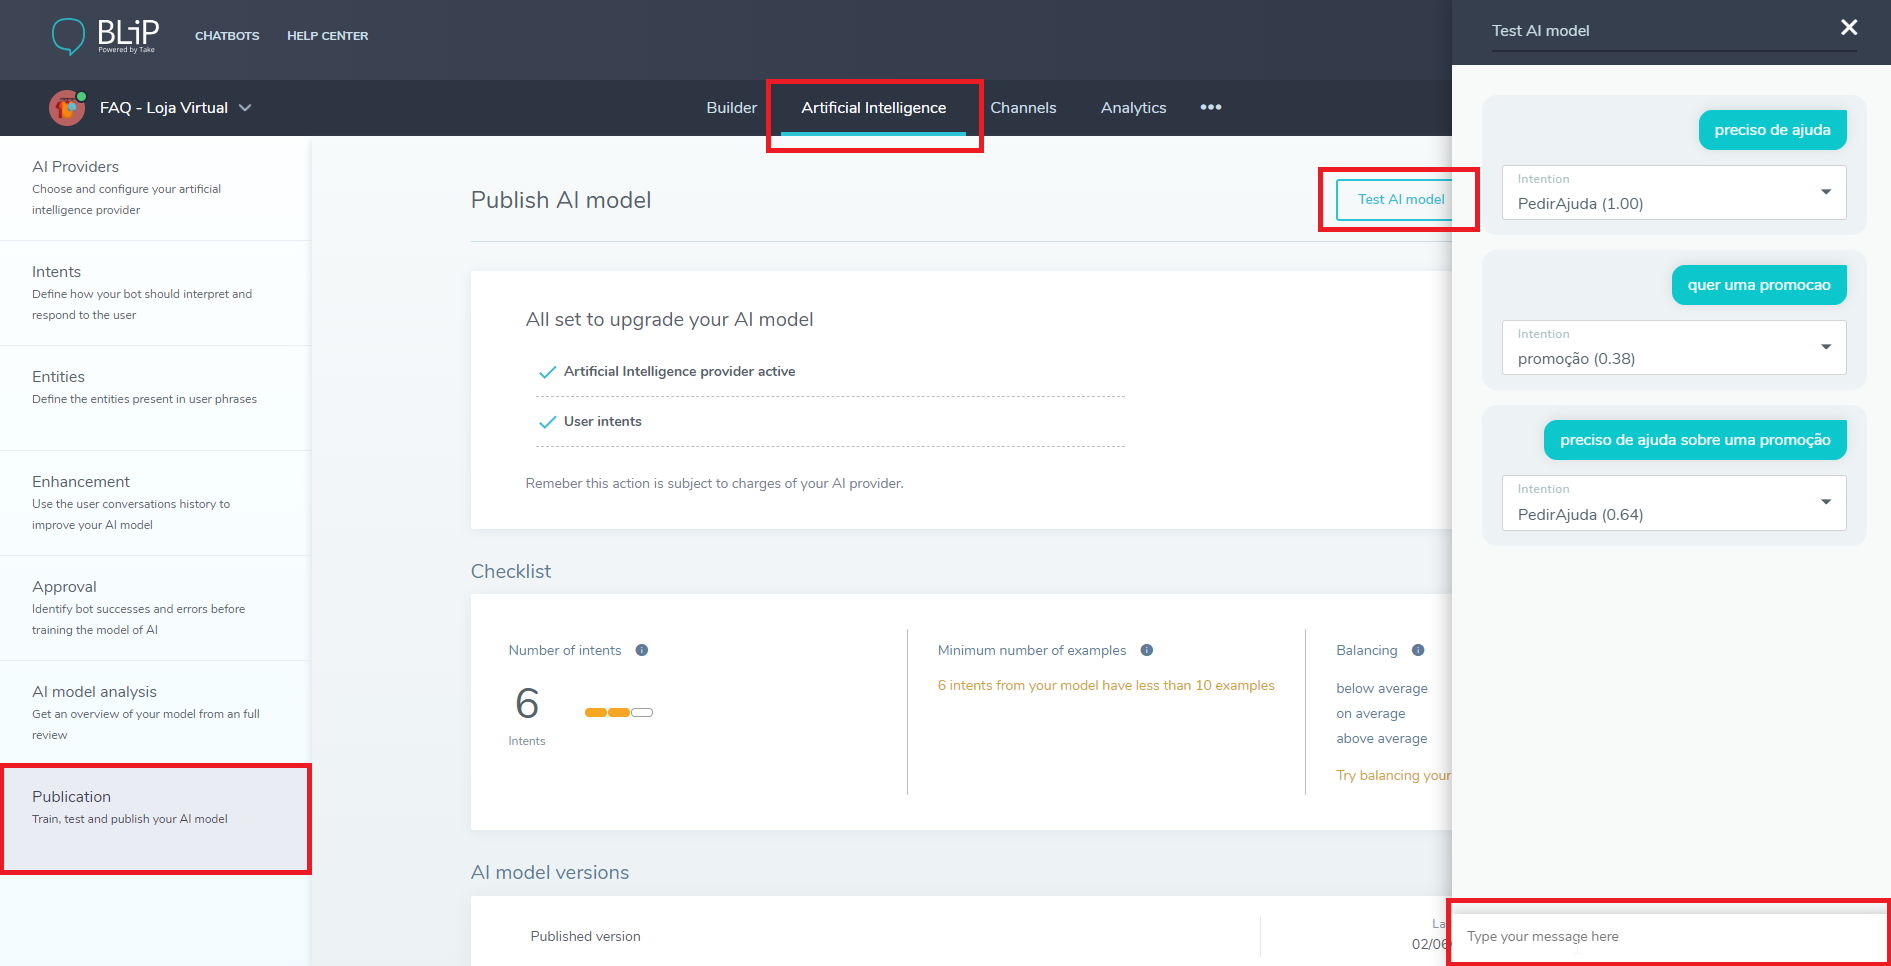 BLiP
Powered by Take
CHATBOTS
HELP CENTER
FAQ - Loja Virtual
Builder
Artificial Intelligence
Channels
Analytics
•••
AI Providers
Choose and configure your artificial
intelligence provider
Intents
Define how your bot should interpret and
respond to the user
Entities
Define the entities present in user phrases
Enhancement
Use the user conversations history to
improve your AI model
Approval
Identify bot successes and errors before
training the model of AI
AI model analysis
Get an overview of your model from an full
review
Publication
Train, test and publish your AI model
Publish AI model
Test AI model
All set to upgrade your AI model
Artificial Intelligence provider active
User intents
Remeber this action is subject to charges of your AI provider.
Checklist
Number of intents
6
Intents
Minimum number of examples
6 intents from your model have less than 10 examples
Balancing
below average
on average
above average
Try balancing your
AI model versions
Published version
La
02/06
Test AI model
preciso de ajuda
Intention
PedirAjuda (1.00)
quer uma promocao
Intention
promoção (0.38)
preciso de ajuda sobre uma promoção
Intention
PedirAjuda (0.64)
Type your message here